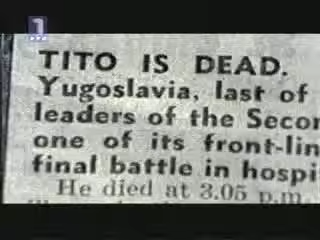 1
TITO IS DEAD.
Yugoslavia, last of
leaders of the Secon
one of its front-lin
final battle in hospi
He died at 3.05 p.m.